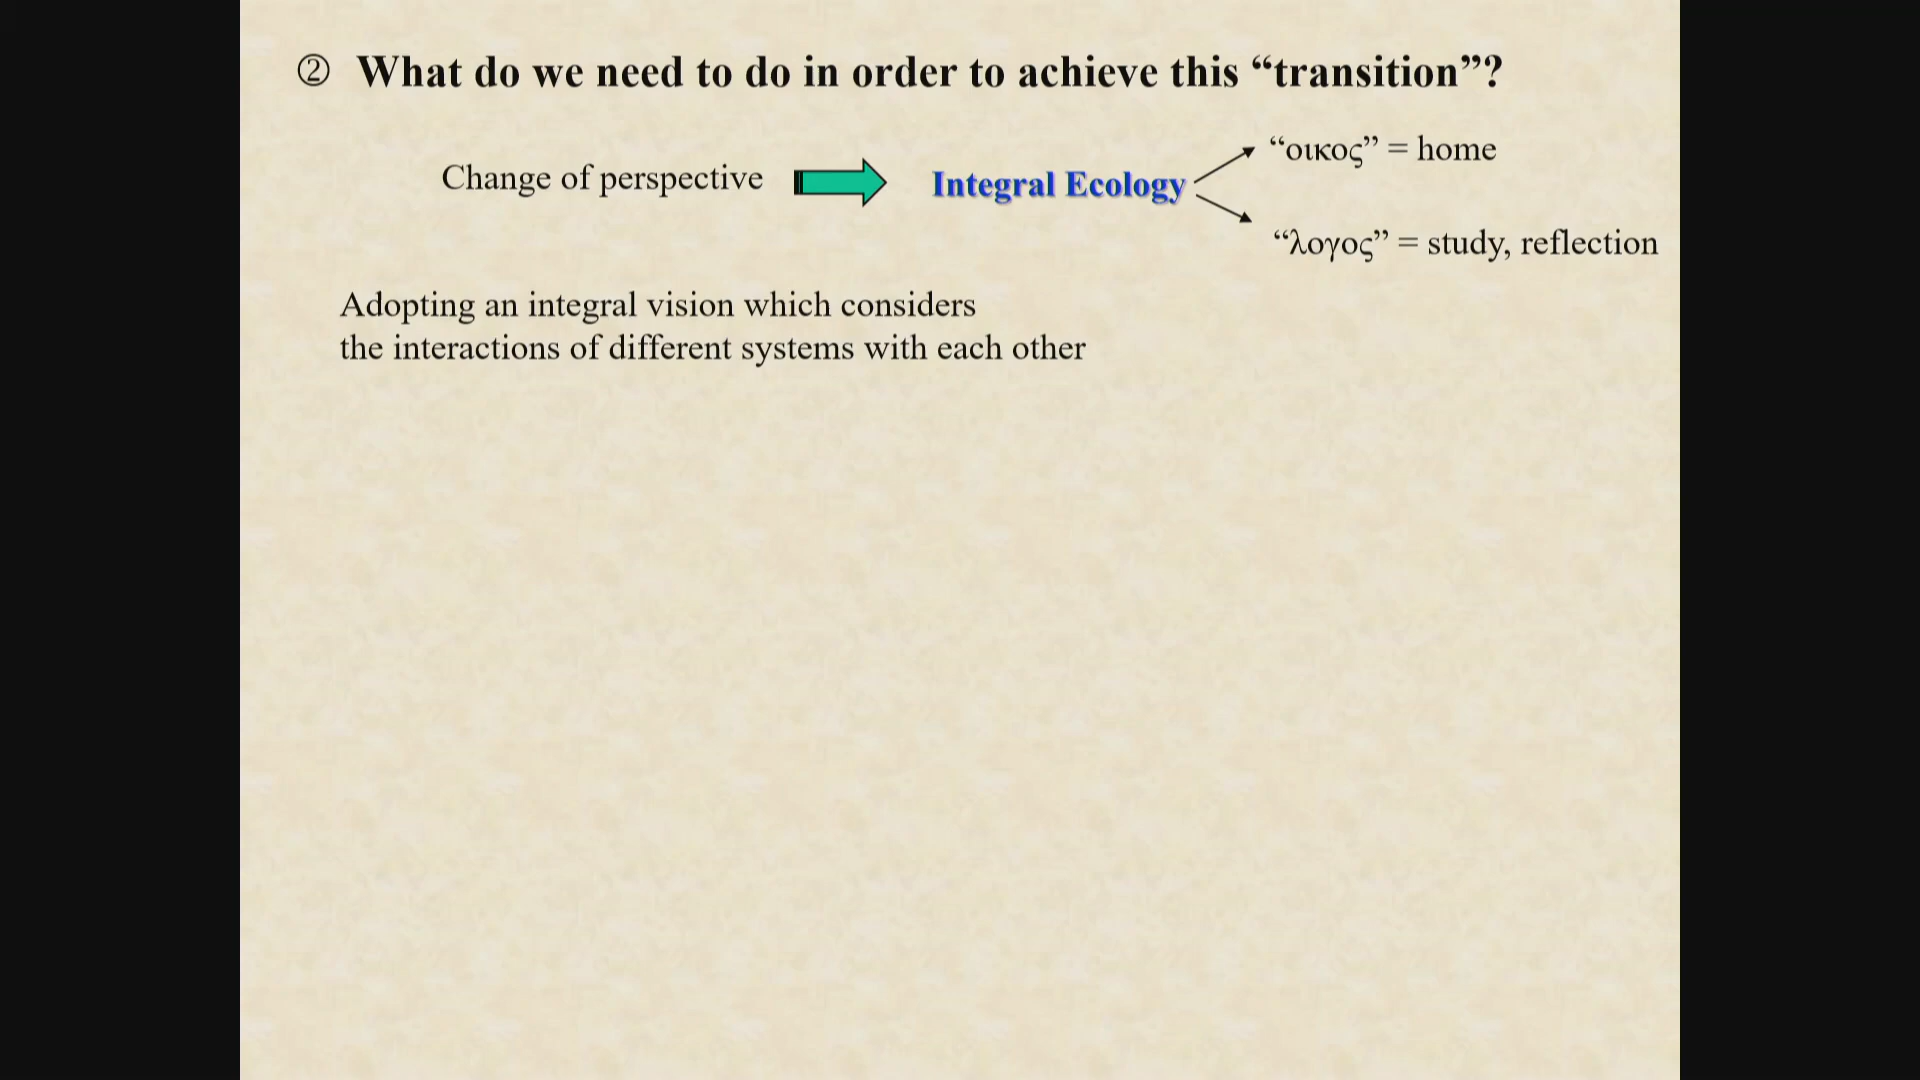 ② What do we need to do in order to achieve this “transition”?
Change of perspective
Integral Ecology
“οικος” = home
“λογος” = study, reflection
Adopting an integral vision which considers
the interactions of different systems with each other